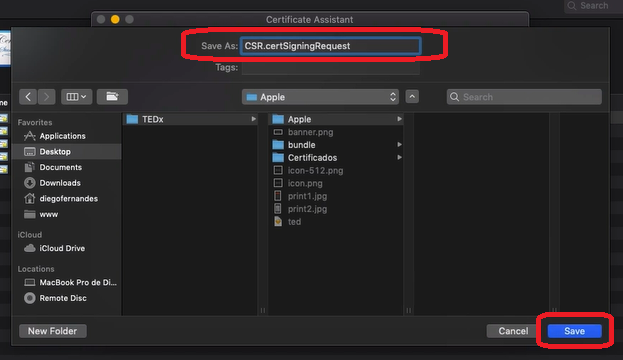 Certificate Assistant
Search
Save As: CSR.certSigningRequest
Tags:
Apple
Search
Favorites
Applications
Desktop
Documents
Downloads
diegofernandes
www
iCloud
iCloud Drive
Locations
MacBook Pro de Di...
Remote Disc
TEDx
Apple
banner.png
bundle
Certificados
icon-512.png
icon.png
print1.jpg
print2.jpg
ted
New Folder
Cancel
Save